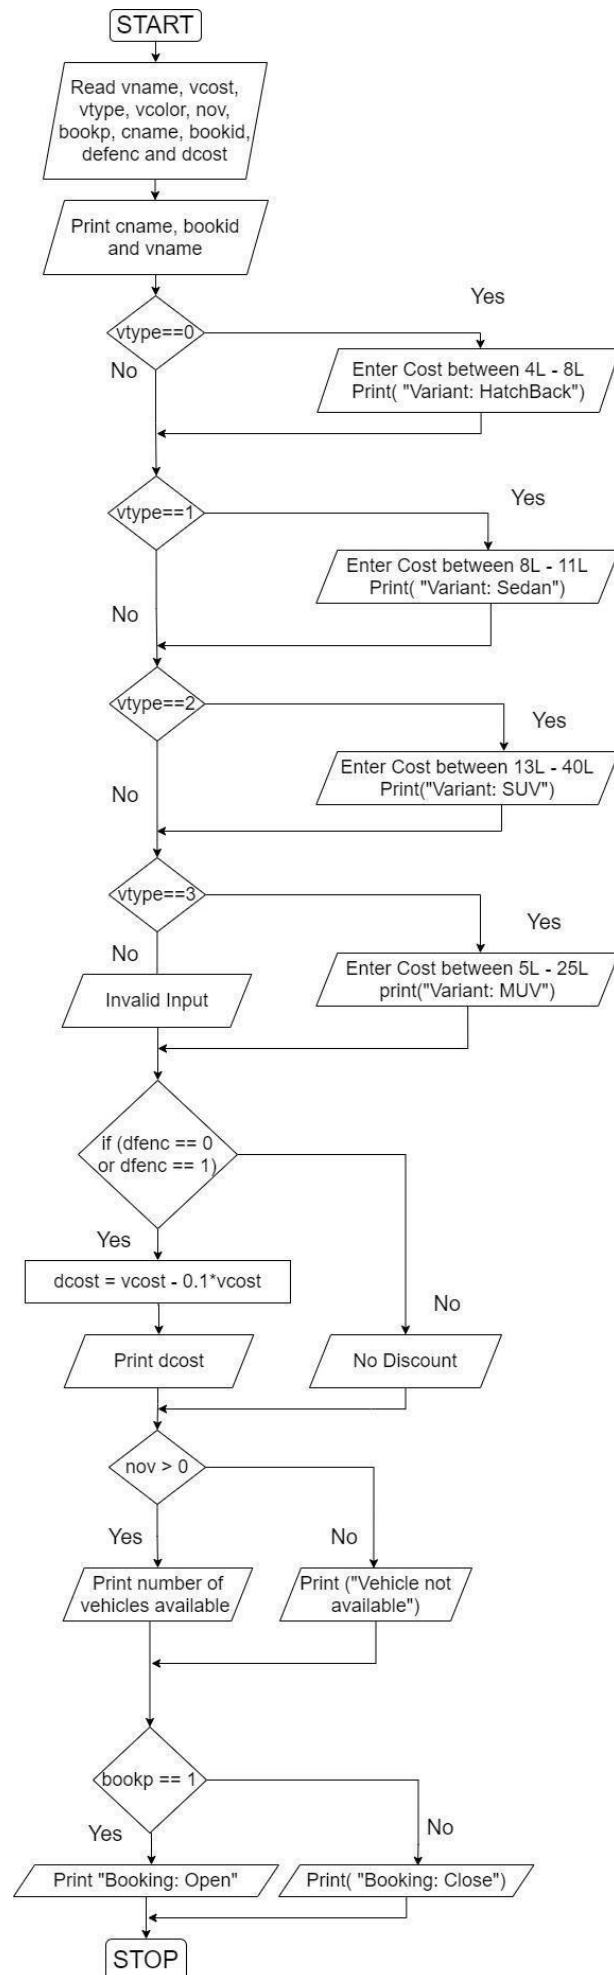 START
Read vname, vcost,
vtype, vcolor, nov,
bookp, cname, bookid,
defenc and dcost
Print cname, bookid
and vname
Yes
vtype==0
No
Enter Cost between 4L - 8L
Print( "Variant: HatchBack")
Yes
vtype==1
Enter Cost between 8L - 11L
Print( "Variant: Sedan")
No
vtype==2
Yes
Enter Cost between 13L - 40L
Print("Variant: SUV")
No
vtype==3
Yes
No
Enter Cost between 5L - 25L
print("Variant: MUV")
Invalid Input
if (dfenc == 0
or dfenc == 1)
Yes
dcost = vcost - 0.1*vcost
No
Print dcost
No Discount
nov > 0
Yes
No
Print number of
vehicles available
Print ("Vehicle not
available")
bookp == 1
Yes
No
Print "Booking: Open"
Print( "Booking: Close")
STOP